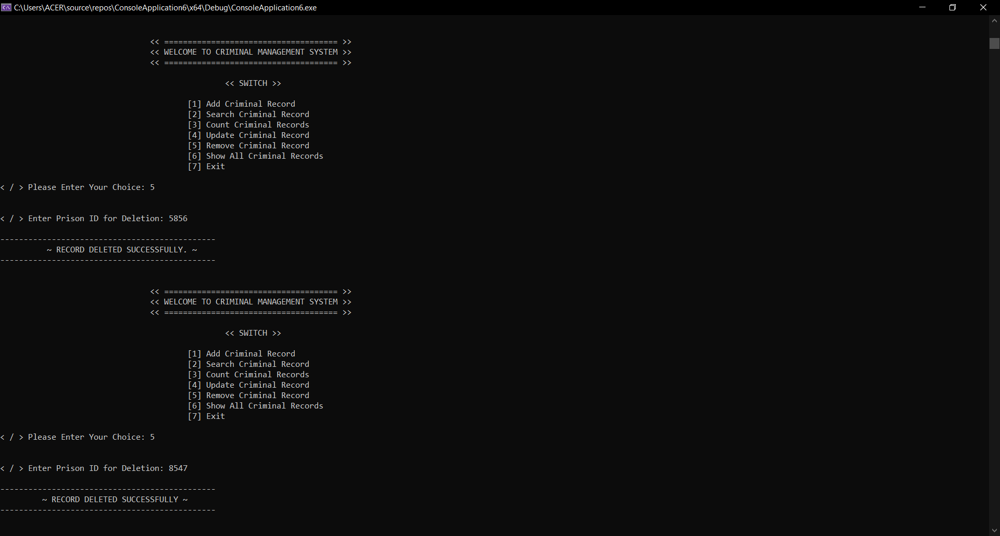 C:\Users\ACER\source\repos\ConsoleApplication6\x64\Debug\ConsoleApplication6.exe
<< ===================================== >>
<< WELCOME TO CRIMINAL MANAGEMENT SYSTEM >>
<< ===================================== >>
<< SWITCH >>
[1] Add Criminal Record
[2] Search Criminal Record
[3] Count Criminal Records
[4] Update Criminal Record
[5] Remove Criminal Record
[6] Show All Criminal Records
[7] Exit
< / > Please Enter Your Choice: 5
< / > Enter Prison ID for Deletion: 5856
----------------------------------------------
~ RECORD DELETED SUCCESSFULLY. ~
----------------------------------------------
<< ===================================== >>
<< WELCOME TO CRIMINAL MANAGEMENT SYSTEM >>
<< ===================================== >>
<< SWITCH >>
[1] Add Criminal Record
[2] Search Criminal Record
[3] Count Criminal Records
[4] Update Criminal Record
[5] Remove Criminal Record
[6] Show All Criminal Records
[7] Exit
< / > Please Enter Your Choice: 5
< / > Enter Prison ID for Deletion: 8547
----------------------------------------------
~ RECORD DELETED SUCCESSFULLY ~
----------------------------------------------